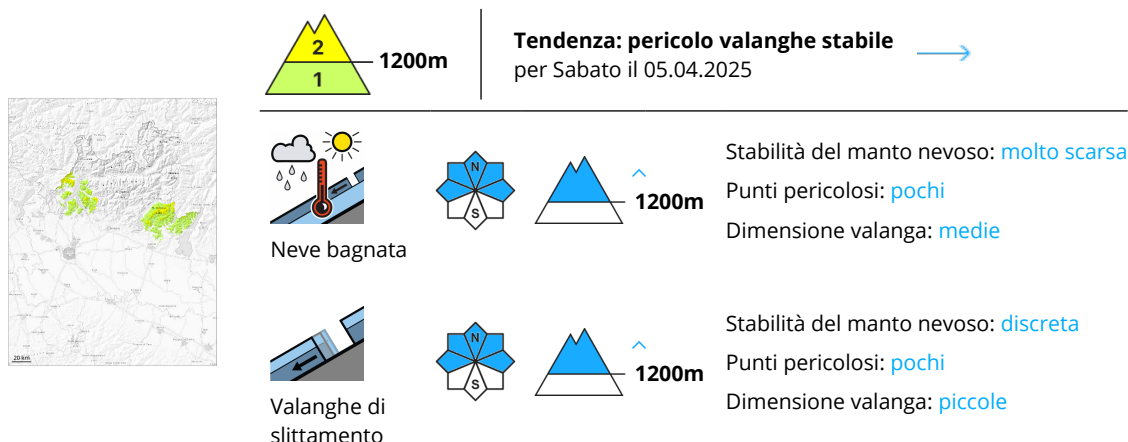 2
1
1200m
Tendenza: pericolo valanghe stabile
per Sabato il 05.04.2025
20 km
N
S
1200m
Neve bagnata
Stabilità del manto nevoso: molto scarsa
Punti pericolosi: pochi
Dimensione valanga: medie
N
S
1200m
Valanghe di
slittamento
Stabilità del manto nevoso: discreta
Punti pericolosi: pochi
Dimensione valanga: piccole